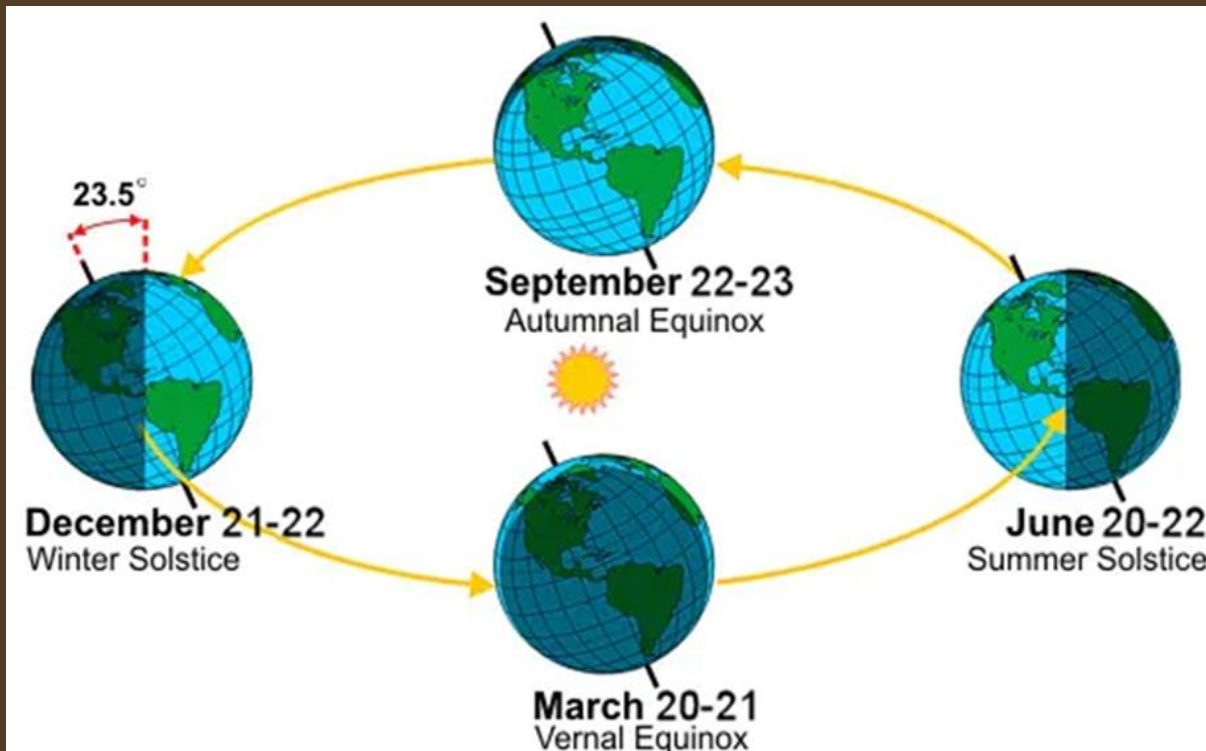 September 22-23
Autumnal Equinox
23.5°
December 21-22
Winter Solstice
June 20-22
Summer Solstice
March 20-21
Vernal Equinox